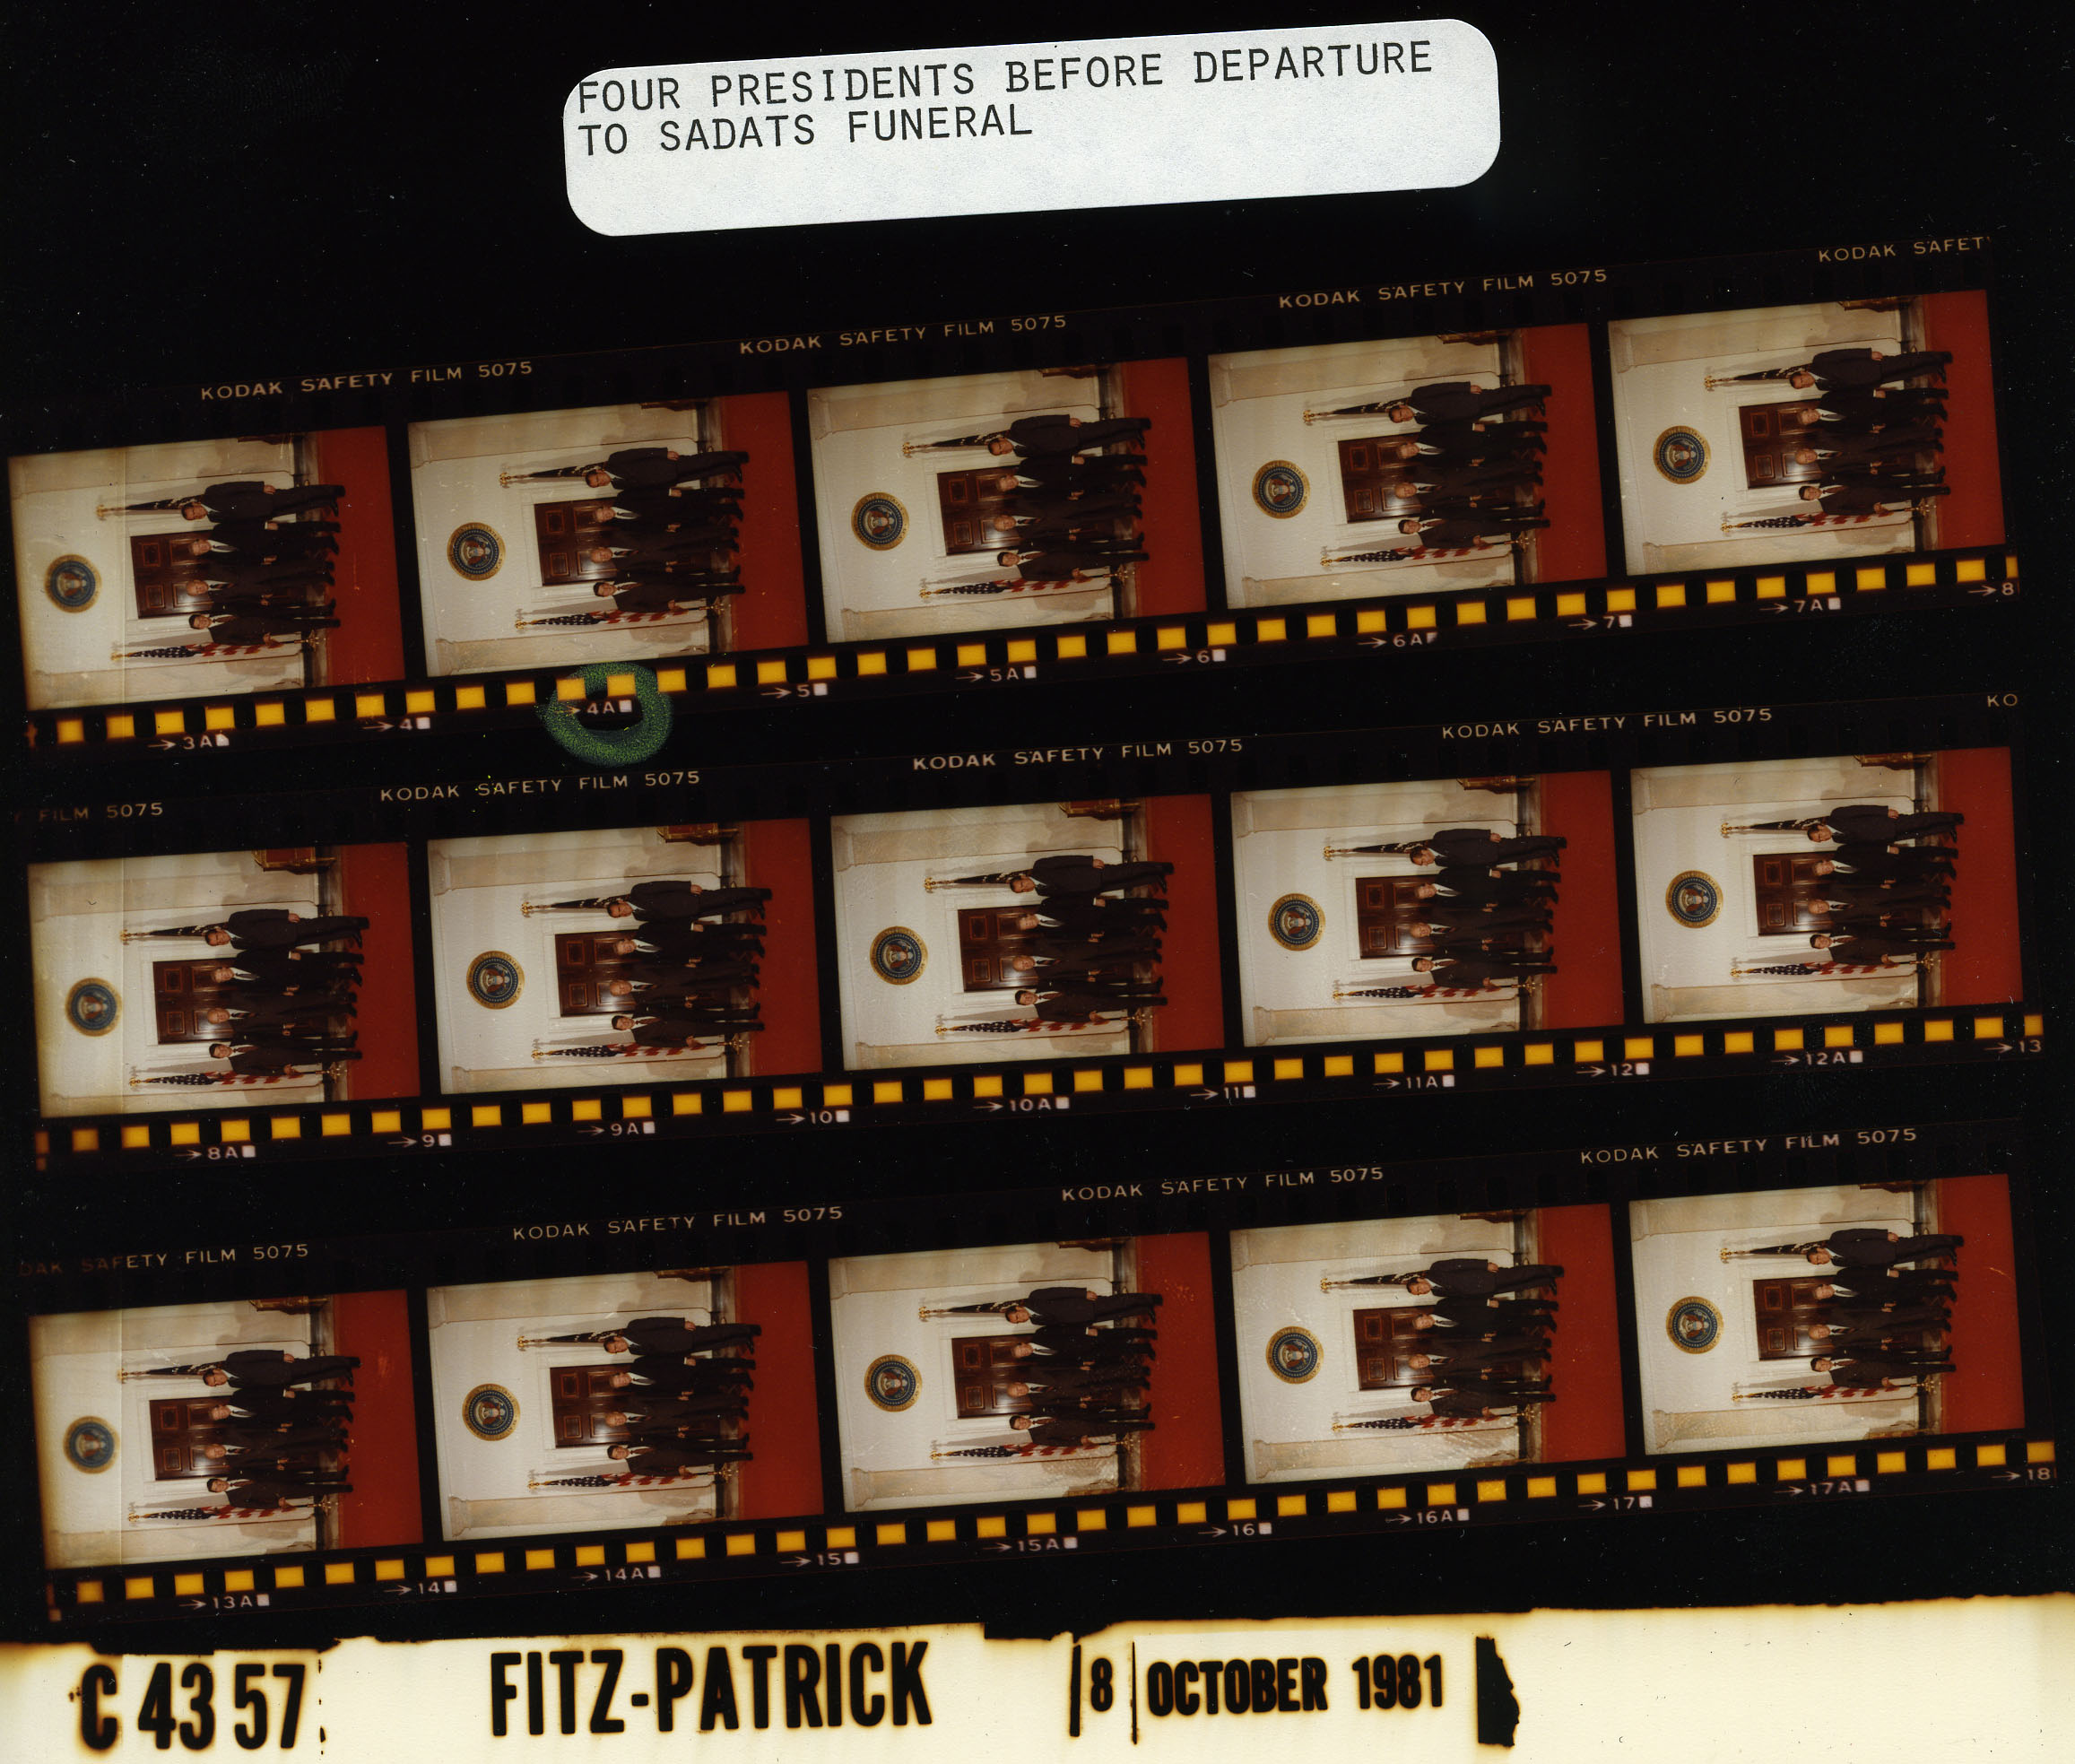 FOUR PRESIDENTS BEFORE DEPARTURE
TO SADATS FUNERAL
KODAK SAFETY FILM 5075
KODAK SAFETY FILM 5075
KODAK SAFETY FILM 5075
KODAK SAFET
→3A
→4
→4A
→5
→5A
→6
→6A
→7
→7A
→8
FILM 5075
KODAK SAFETY FILM 5075
KODAK SAFETY FILM 5075
KODAK SAFETY FILM 5075
KO
→8A
→9
→9A
→10
→10A
→11
→11A
→12
→12A
→13
DAK SAFETY FILM 5075
KODAK SAFETY FILM 5075
KODAK SAFETY FILM 5075
KODAK SAFETY FILM 5075
→13A
→14
→14A
→15
→15A
→16
→16A
→17
→17A
→18
C 43 57 FITZ-PATRICK 8 OCTOBER 1981